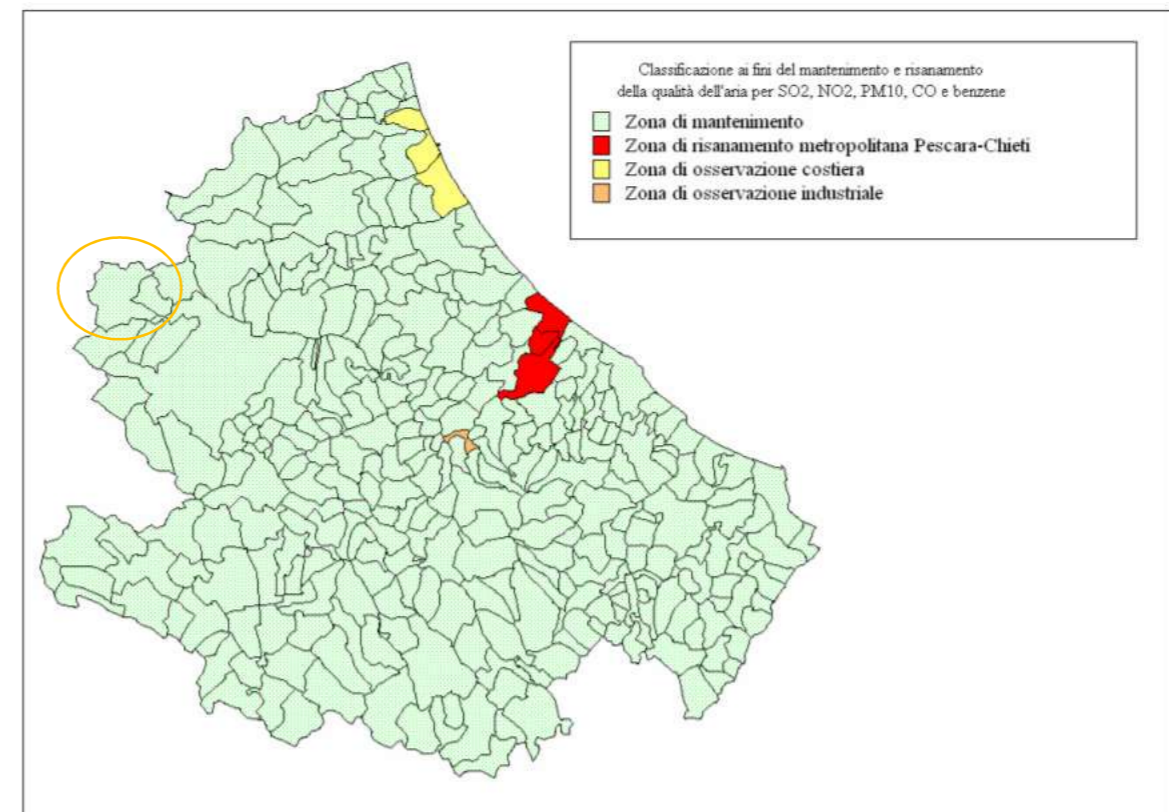 Classificazione ai fini del mantenimento e risanamento
della qualità dell'aria per SO2, NO2, PM10, CO e benzene
Zona di mantenimento
Zona di risanamemto metropolitana Pescara-Chieti
Zona di osservazione costiera
Zona di osservazione industriale